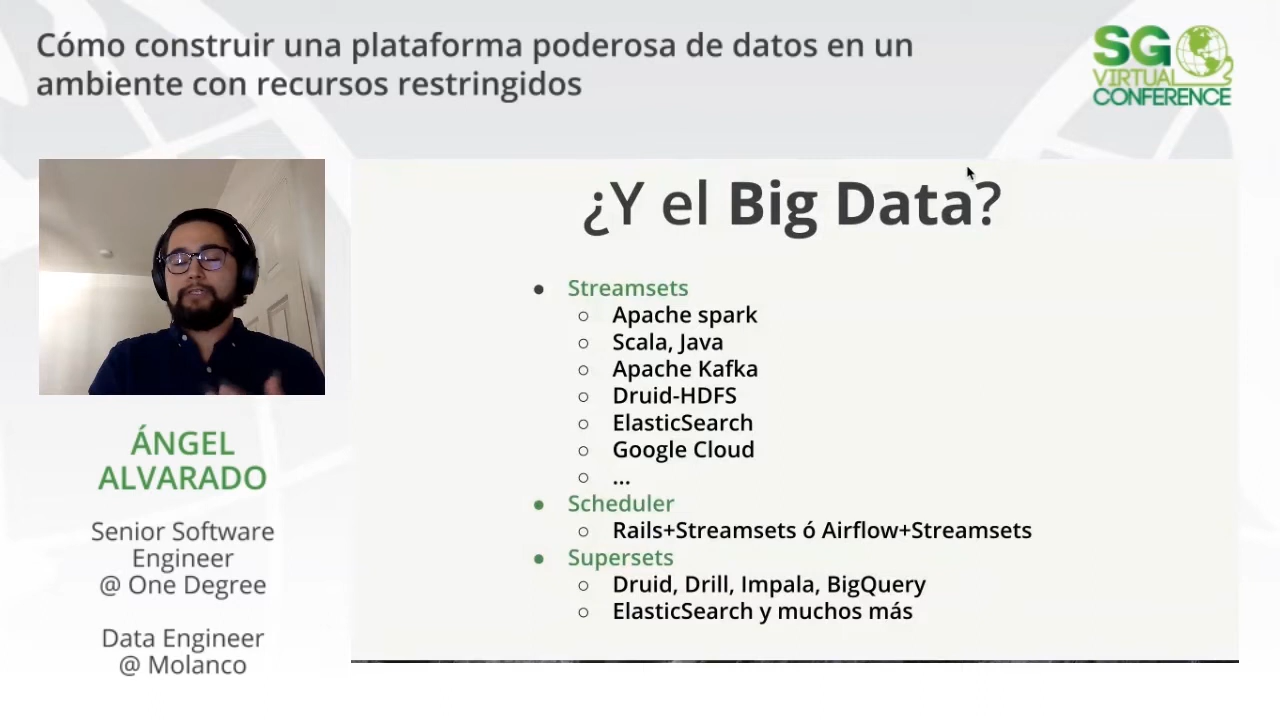 Cómo construir una plataforma poderosa de datos en un
ambiente con recursos restringidos
SG
VIRTUAL
CONFERENCE
¿Y el Big Data?
Streamsets
Apache spark
Scala, Java
Apache Kafka
Druid-HDFS
ElasticSearch
Google Cloud
...
Scheduler
Rails+Streamsets ó Airflow+Streamsets
Supersets
Druid, Drill, Impala, BigQuery
ElasticSearch y muchos más
ÁNGEL
ALVARADO
Senior Software
Engineer
@ One Degree
Data Engineer
@ Molanco